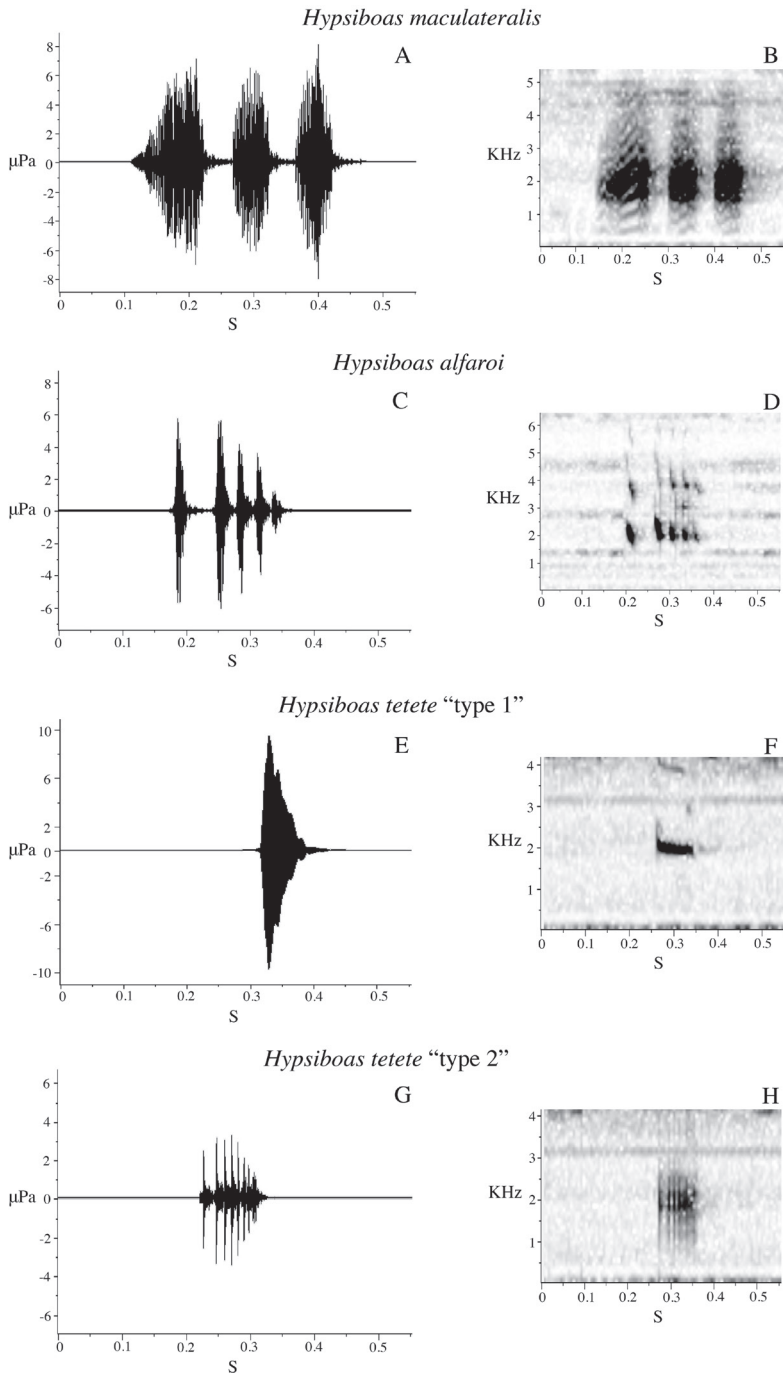 Hypsiboas maculateralis
A
8
6
4
2
μPa 0
-2
-4
-6
-8
0 0.1 0.2 0.3 0.4 0.5
S
B
5
4
3
KHz
2
1
0 0.1 0.2 0.3 0.4 0.5
S
Hypsiboas alfaroi
C
8
6
4
2
μPa 0
-2
-4
-6
0 0.1 0.2 0.3 0.4 0.5
S
D
6
5
4
KHz
3
2
1
0 0.1 0.2 0.3 0.4 0.5
S
Hypsiboas tetete “type 1”
E
10
6
2
μPa 0
-2
-6
-10
0 0.1 0.2 0.3 0.4 0.5
S
F
4
3
KHz
2
1
0 0.1 0.2 0.3 0.4 0.5
S
Hypsiboas tetete “type 2”
G
6
4
2
μPa 0
-2
-4
-6
0 0.1 0.2 0.3 0.4 0.5
S
H
4
3
KHz
2
1
0 0.1 0.2 0.3 0.4 0.5
S